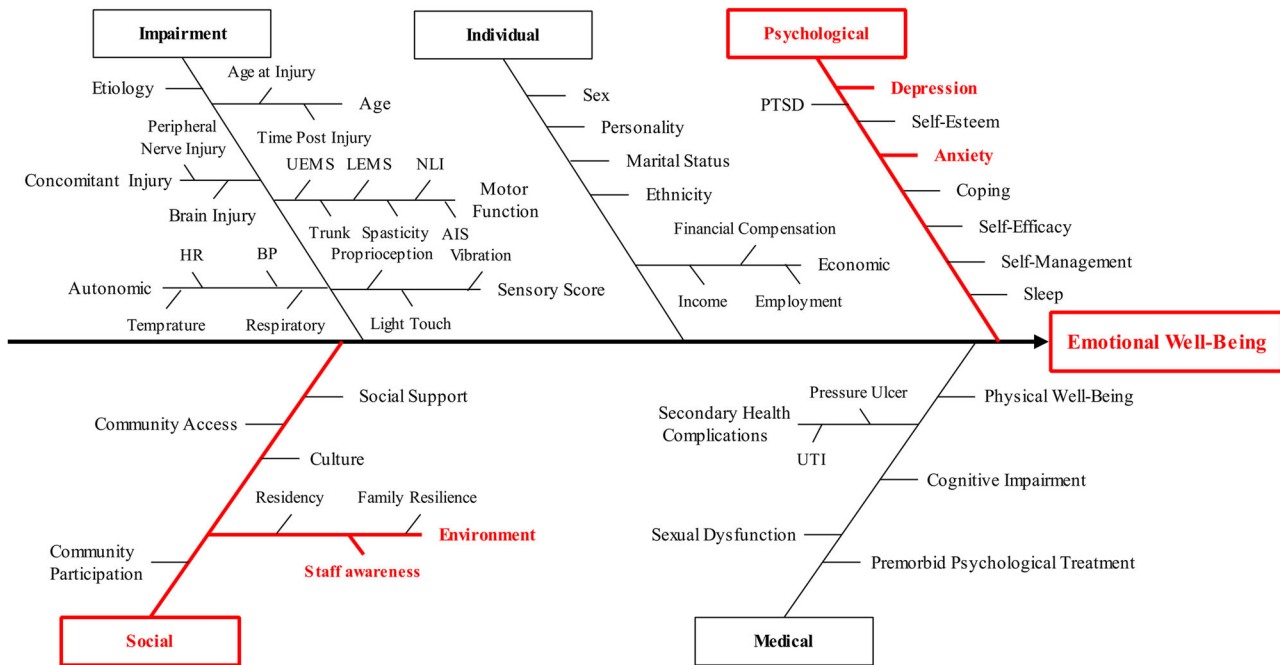 Impairment
Individual
Psychological
Etiology
Age at Injury
Age
Time Post Injury
Peripheral
Nerve Injury
Concomitant Injury
Brain Injury
UEMS
LEMS
NLI
Motor
Function
Trunk
Spasticity
AIS
HR
BP
Autonomic
Temprature
Respiratory
Proprioception
Vibration
Sensory Score
Light Touch
Sex
Personality
Marital Status
Ethnicity
Financial Compensation
Economic
Income
Employment
Depression
PTSD
Self-Esteem
Anxiety
Coping
Self-Efficacy
Self-Management
Sleep
Emotional Well-Being
Social Support
Community Access
Culture
Residency
Family Resilience
Environment
Staff awareness
Community
Participation
Social
Physical Well-Being
Pressure Ulcer
Secondary Health
Complications
UTI
Cognitive Impairment
Sexual Dysfunction
Premorbid Psychological Treatment
Medical